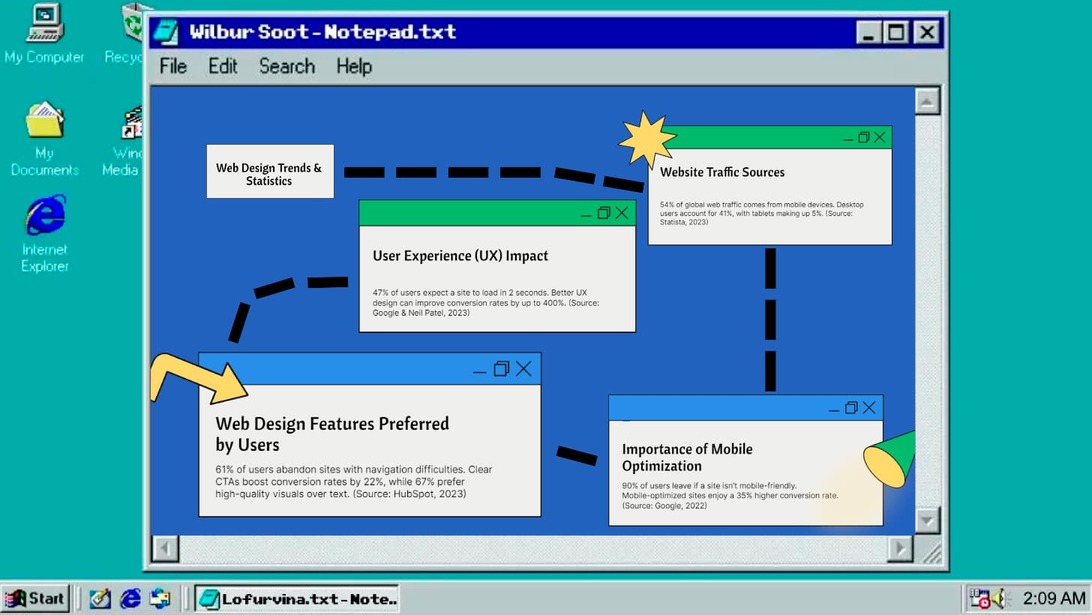 My Computer
Recyc
My
Documents
Wind
Media
Internet
Explorer
Wilbur Soot - Notepad.txt
File Edit Search Help
Web Design Trends &
Statistics
Website Traffic Sources
54% of global web traffic comes from mobile devices. Desktop
users account for 41%, with tablets making up 5%. (Source:
Statista, 2023)
User Experience (UX) Impact
47% of users expect a site to load in 2 seconds. Better UX
design can improve conversion rates by up to 400%. (Source:
Google & Neil Patel, 2023)
Web Design Features Preferred
by Users
61% of users abandon sites with navigation difficulties. Clear
CTAs boost conversion rates by 22%, while 67% prefer
high-quality visuals over text. (Source: HubSpot, 2023)
Importance of Mobile
Optimization
90% of users leave if a site isn't mobile-friendly.
Mobile-optimized sites enjoy a 35% higher conversion rate.
(Source: Google, 2022)
Start
Lofurvina.txt - Note..
2:09 AM